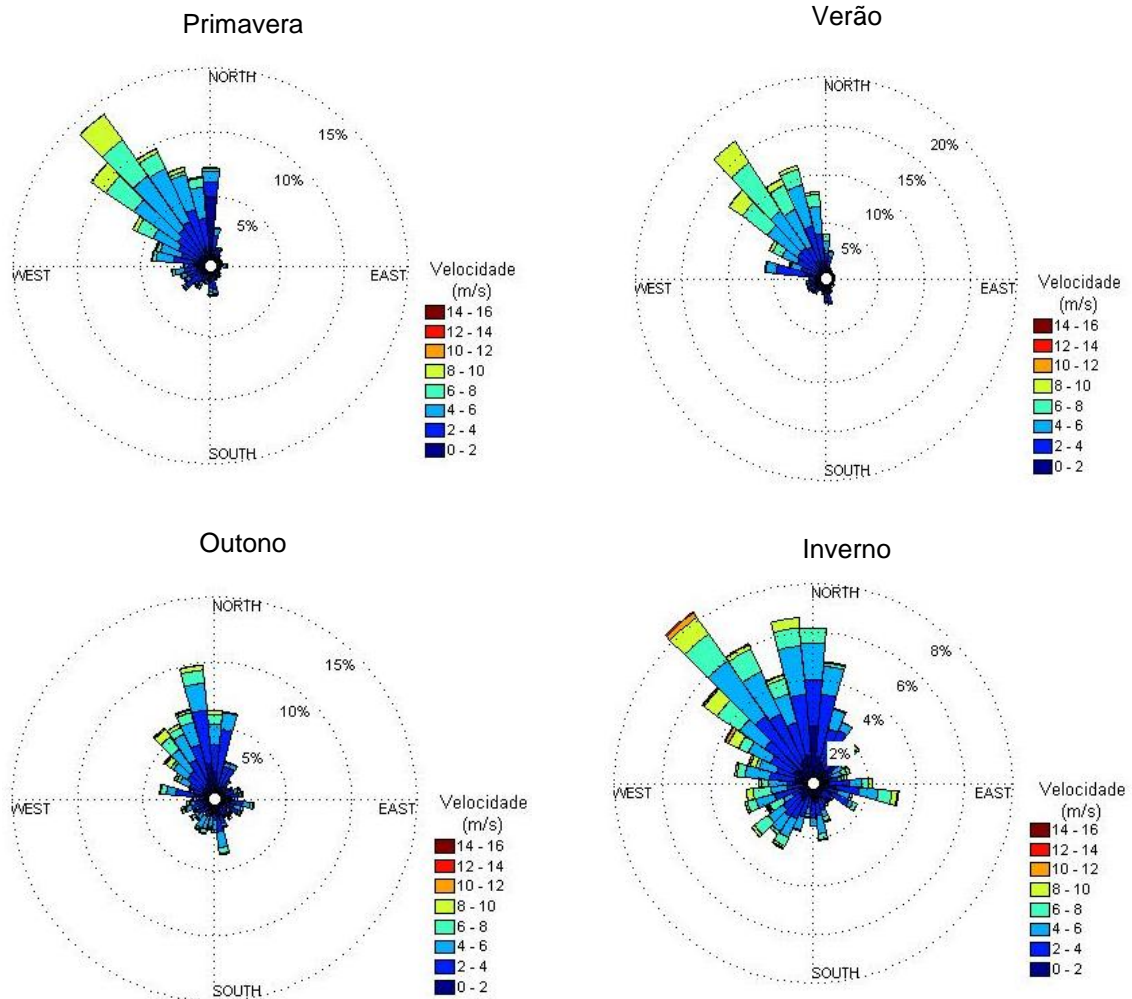 Primavera
NORTH
15%
10%
5%
WEST
EAST
SOUTH
Velocidade
(m/s)
14 - 16
12 - 14
10 - 12
8 - 10
6 - 8
4 - 6
2 - 4
0 - 2
Verão
NORTH
20%
15%
10%
5%
WEST
EAST
SOUTH
Velocidade
(m/s)
14 - 16
12 - 14
10 - 12
8 - 10
6 - 8
4 - 6
2 - 4
0 - 2
Outono
NORTH
15%
10%
5%
WEST
EAST
SOUTH
Velocidade
(m/s)
14 - 16
12 - 14
10 - 12
8 - 10
6 - 8
4 - 6
2 - 4
0 - 2
Inverno
NORTH
8%
6%
4%
2%
WEST
EAST
SOUTH
Velocidade
(m/s)
14 - 16
12 - 14
10 - 12
8 - 10
6 - 8
4 - 6
2 - 4
0 - 2